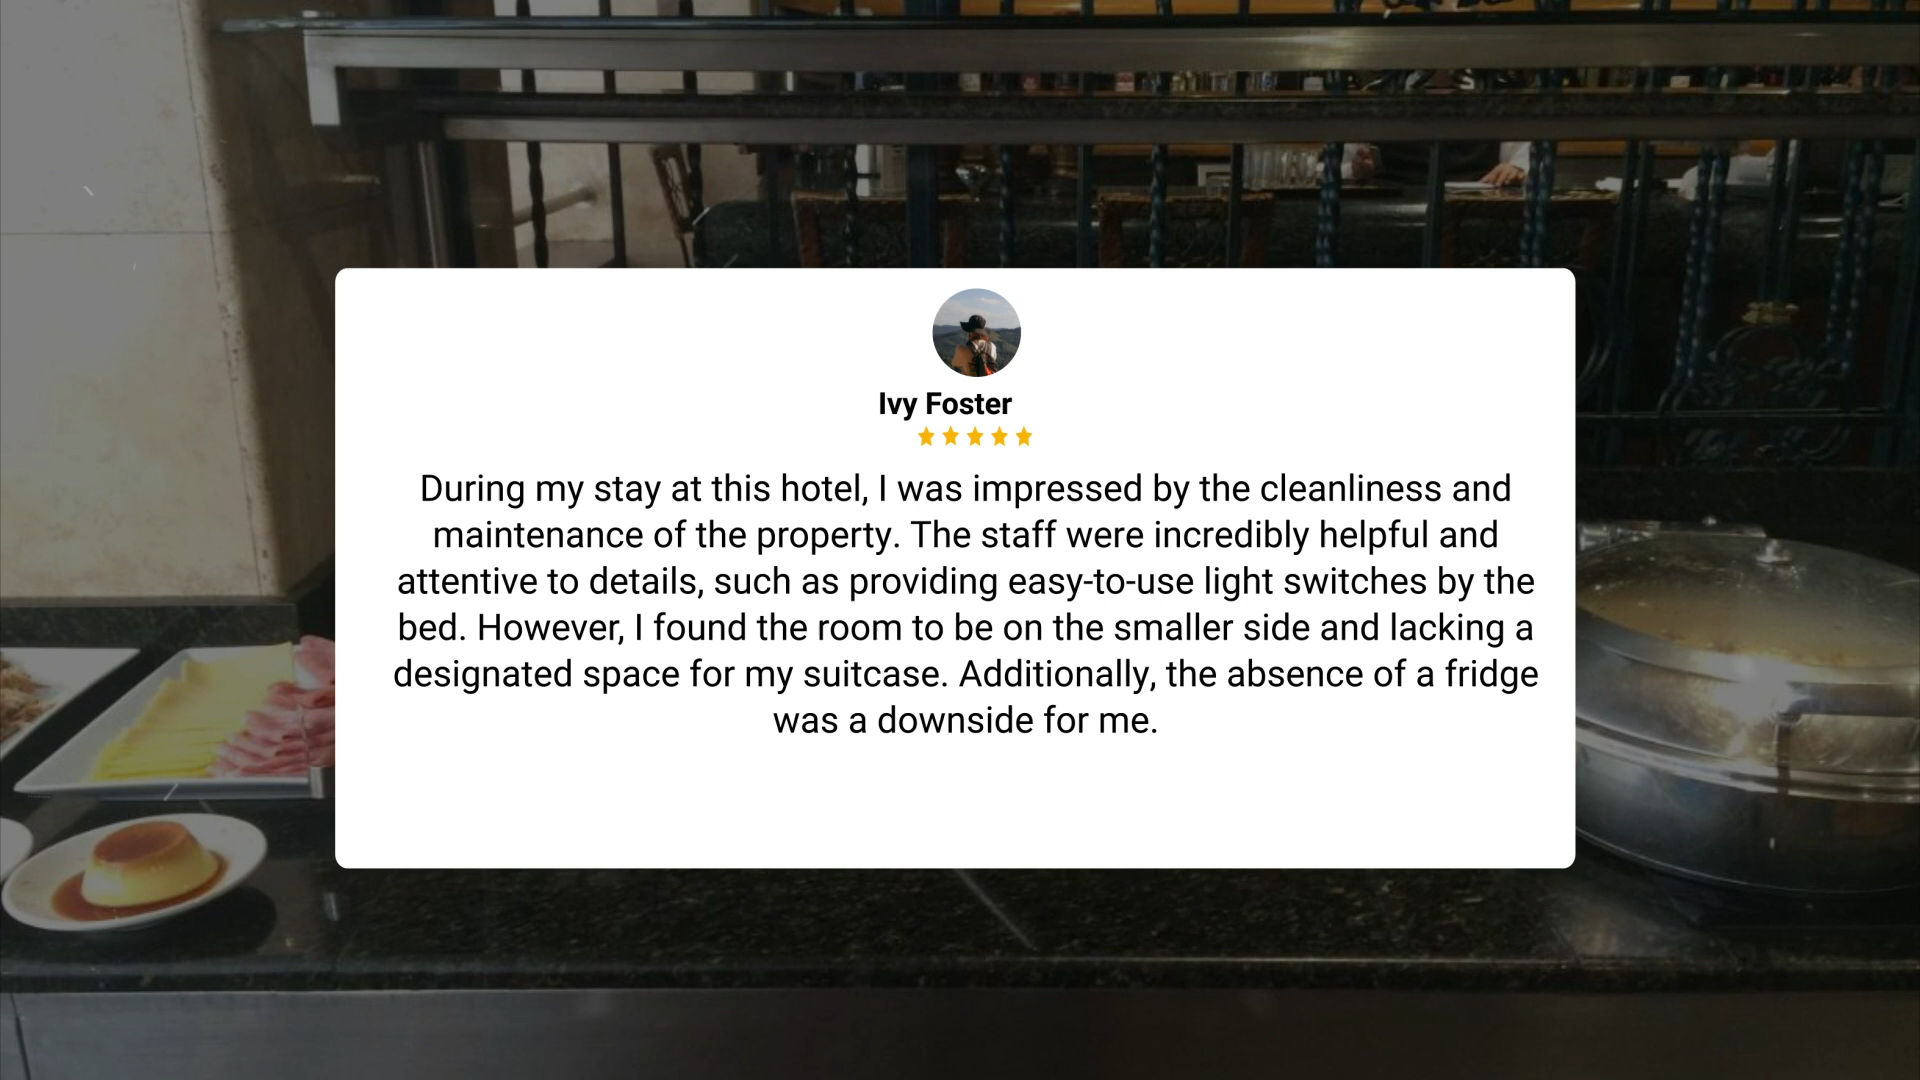 Ivy Foster
During my stay at this hotel, I was impressed by the cleanliness and
maintenance of the property. The staff were incredibly helpful and
attentive to details, such as providing easy-to-use light switches by the
bed. However, I found the room to be on the smaller side and lacking a
designated space for my suitcase. Additionally, the absence of a fridge
was a downside for me.